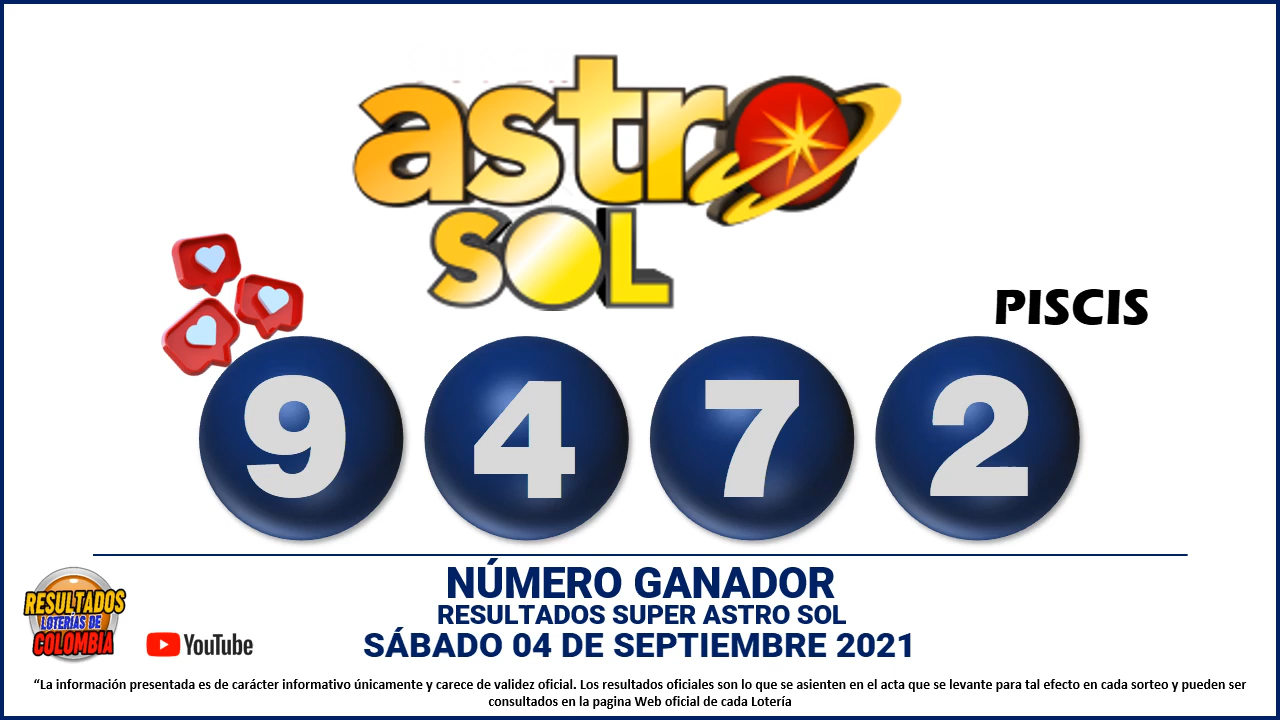 astro
SOL
PISCIS
9 4 7 2
NÚMERO GANADOR
RESULTADOS SUPER ASTRO SOL
SÁBADO 04 DE SEPTIEMBRE 2021
RESULTADOS
LOTERÍAS DE
COLOMBIA
YouTube
“La información presentada es de carácter informativo únicamente y carece de validez oficial. Los resultados oficiales son lo que se asienten en el acta que se levante para tal efecto en cada sorteo y pueden ser
consultados en la pagina Web oficial de cada Lotería